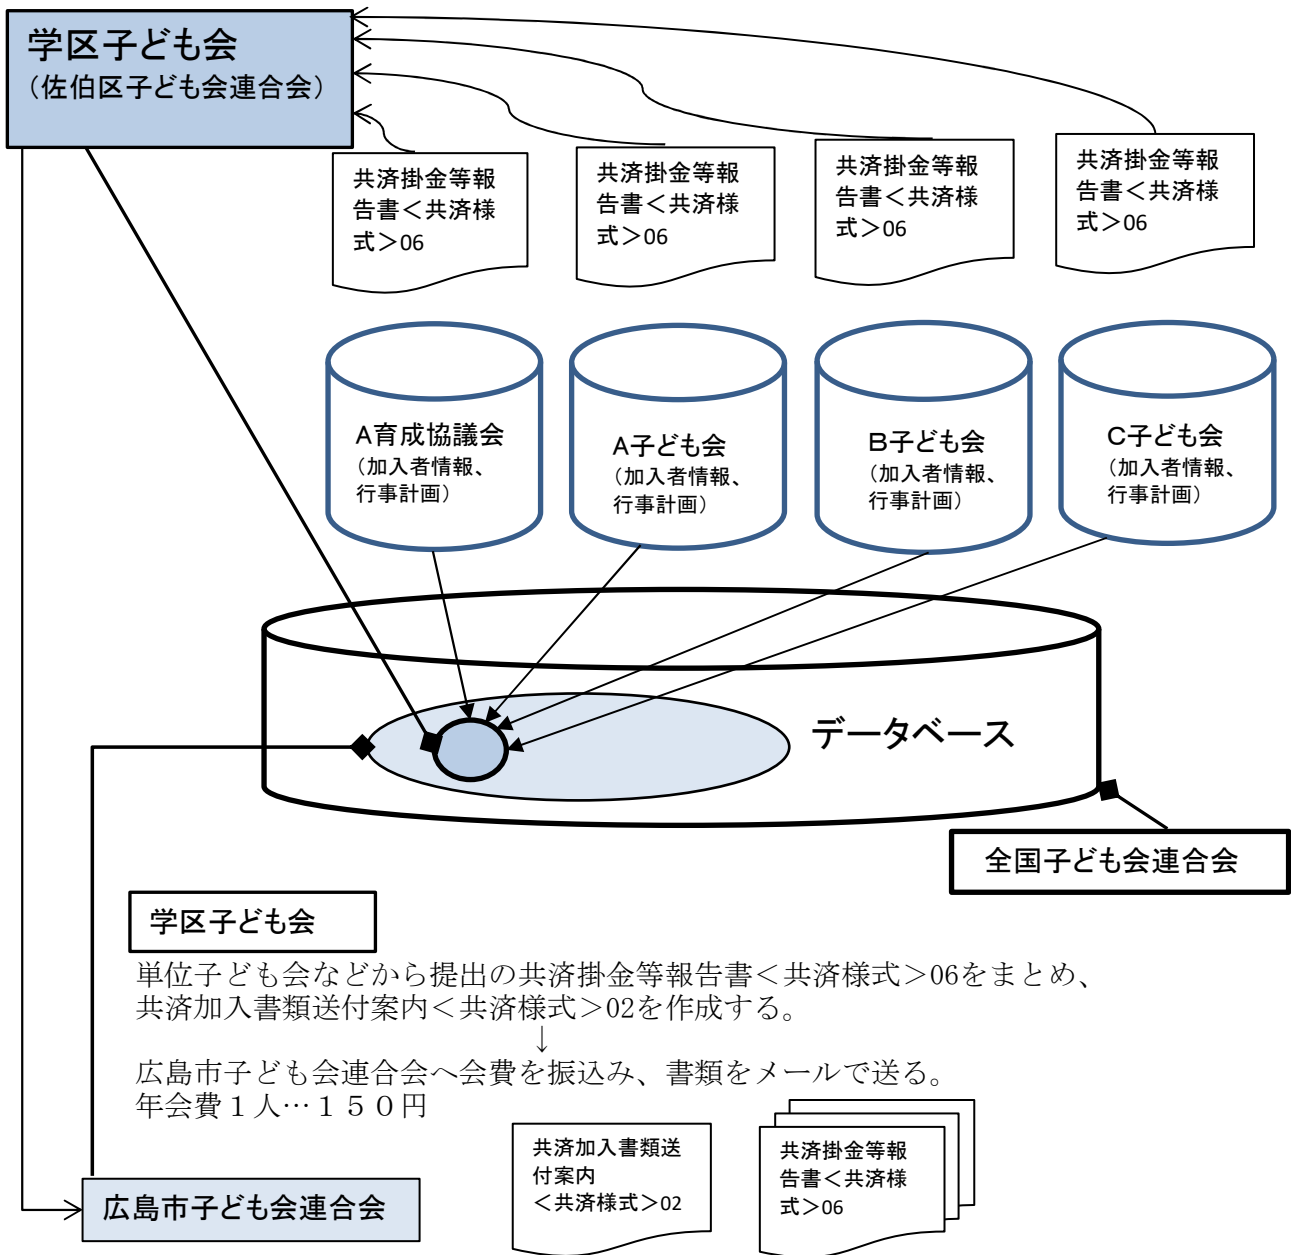 学区子ども会
（佐伯区子ども会連合会）
共済掛金等報
告書＜共済様
式＞06
共済掛金等報
告書＜共済様
式＞06
共済掛金等報
告書＜共済様
式＞06
共済掛金等報
告書＜共済様
式＞06
A育成協議会
（加入者情報、
行事計画）
A子ども会
（加入者情報、
行事計画）
B子ども会
（加入者情報、
行事計画）
C子ども会
（加入者情報、
行事計画）
データベース
全国子ども会連合会
学区子ども会
単位子ども会などから提出の共済掛金等報告書＜共済様式＞06をまとめ、
共済加入書類送付案内＜共済様式＞02を作成する。
↓
広島市子ども会連合会へ会費を振込み、書類をメールで送る。
年会費１人…１５０円
共済加入書類送
付案内
＜共済様式＞02
共済掛金等報
告書＜共済様
式＞06
広島市子ども会連合会